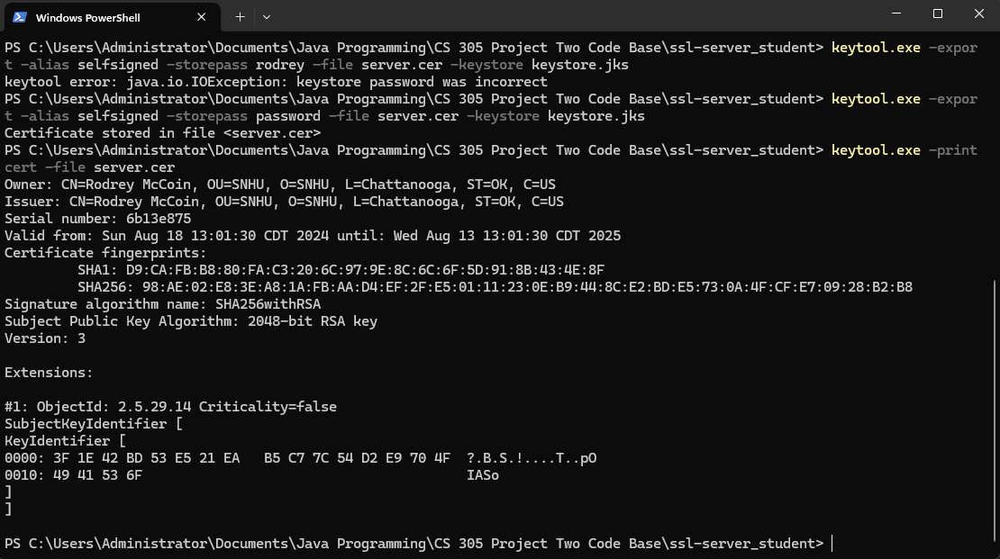 Windows PowerShell
PS C:\Users\Administrator\Documents\Java Programming\CS 305 Project Two Code Base\ssl-server_student> keytool.exe -expor
t -alias selfsigned -storepass rodrey -file server.cer -keystore keystore.jks
keytool error: java.io.IOException: keystore password was incorrect
PS C:\Users\Administrator\Documents\Java Programming\CS 305 Project Two Code Base\ssl-server_student> keytool.exe -expor
t -alias selfsigned -storepass password -file server.cer -keystore keystore.jks
Certificate stored in file <server.cer>
PS C:\Users\Administrator\Documents\Java Programming\CS 305 Project Two Code Base\ssl-server_student> keytool.exe -print
cert -file server.cer
Owner: CN=Rodrey McCoin, OU=SNHU, O=SNHU, L=Chattanooga, ST=OK, C=US
Issuer: CN=Rodrey McCoin, OU=SNHU, O=SNHU, L=Chattanooga, ST=OK, C=US
Serial number: 6b13e875
Valid from: Sun Aug 18 13:01:30 CDT 2024 until: Wed Aug 13 13:01:30 CDT 2025
Certificate fingerprints:
         SHA1: D9:CA:FB:B8:80:FA:C3:20:6C:97:9E:8C:6C:6F:5D:91:8B:43:4E:8F
         SHA256: 98:AE:02:E8:3E:A8:1A:FB:AA:D4:EF:2F:E5:01:11:23:0E:B9:44:8C:E2:BD:E5:73:0A:4F:CF:E7:09:28:B2:B8
Signature algorithm name: SHA256withRSA
Subject Public Key Algorithm: 2048-bit RSA key
Version: 3
Extensions:
#1: ObjectId: 2.5.29.14 Criticality=false
SubjectKeyIdentifier [
KeyIdentifier [
0000: 3F 1E 42 BD 53 E5 21 EA   B5 C7 7C 54 D2 E9 70 4F  ?.B.S.!....T..pO
0010: 49 41 53 6F                                        IASo
]
]
PS C:\Users\Administrator\Documents\Java Programming\CS 305 Project Two Code Base\ssl-server_student>